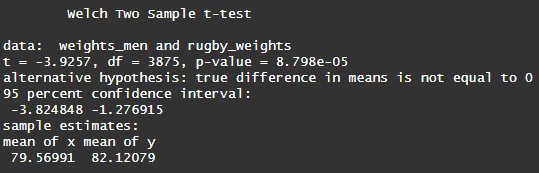 Welch Two Sample t-test
data: weights_men and rugby_weights
t = -3.9257, df = 3875, p-value = 8.798e-05
alternative hypothesis: true difference in means is not equal to 0
95 percent confidence interval:
-3.824848 -1.276915
sample estimates:
mean of x mean of y
79.56991 82.12079